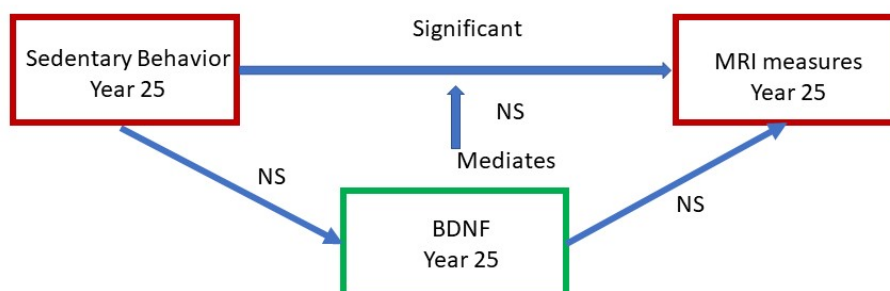 Significant
Sedentary Behavior
Year 25
MRI measures
Year 25
NS
Mediates
NS
NS
BDNF
Year 25